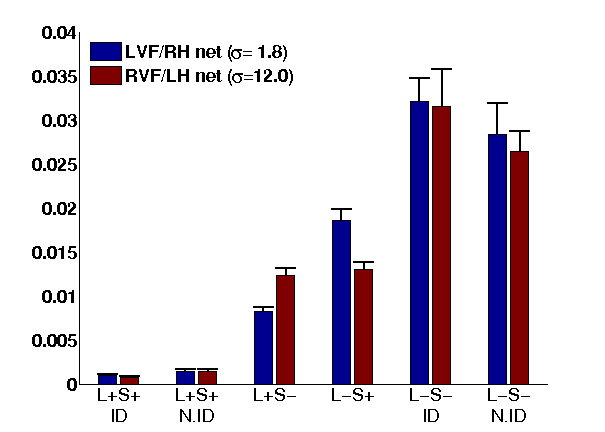 0.04
0.035
0.03
0.025
0.02
0.015
0.01
0.005
0
LVF/RH net (σ= 1.8)
RVF/LH net (σ=12.0)
L+S+ L+S+ L+S− L−S+ L−S− L−S−
ID N.ID ID N.ID